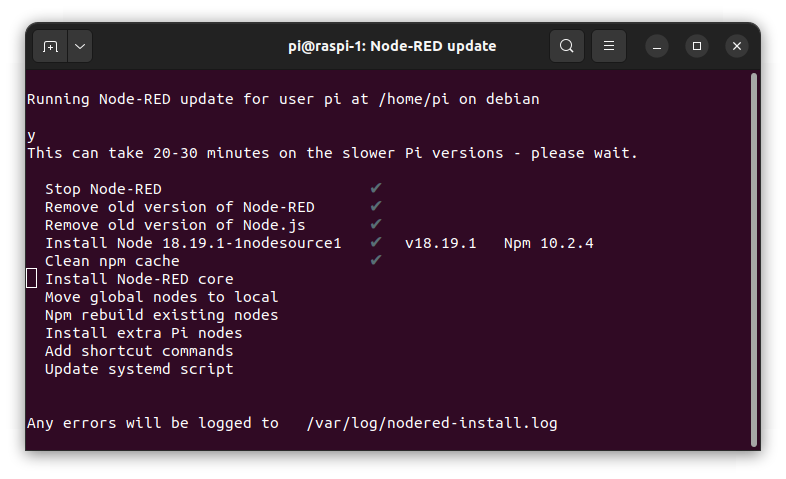 pi@raspi-1: Node-RED update
Running Node-RED update for user pi at /home/pi on debian
y
This can take 20-30 minutes on the slower Pi versions - please wait.
Stop Node-RED ✔
Remove old version of Node-RED ✔
Remove old version of Node.js ✔
Install Node 18.19.1-1nodesource1 ✔ v18.19.1 Npm 10.2.4
Clean npm cache ✔
Install Node-RED core
Move global nodes to local
Npm rebuild existing nodes
Install extra Pi nodes
Add shortcut commands
Update systemd script
Any errors will be logged to /var/log/nodered-install.log